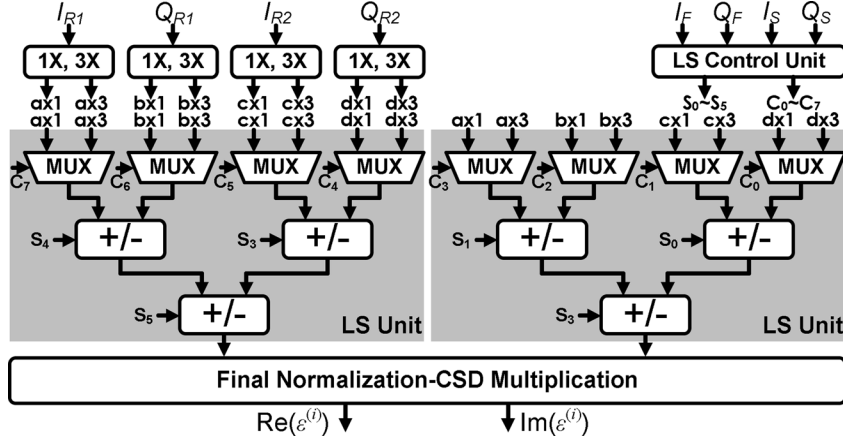 I_R1 Q_R1 I_R2 Q_R2 I_F Q_F I_S Q_S
1X, 3X 1X, 3X 1X, 3X 1X, 3X LS Control Unit
ax1 ax3 bx1 bx3 cx1 cx3 dx1 dx3 S0~S5 C0~C7
ax1 ax3 bx1 bx3 cx1 cx3 dx1 dx3 ax1 ax3 bx1 bx3 cx1 cx3 dx1 dx3
MUX MUX MUX MUX MUX MUX MUX MUX
C7 C6 C5 C4 C3 C2 C1 C0
S4 +/- S3 +/- S1 +/- S0 +/-
S5 +/- LS Unit S3 +/- LS Unit
Final Normalization-CSD Multiplication
Re(ε^(i)) Im(ε^(i))